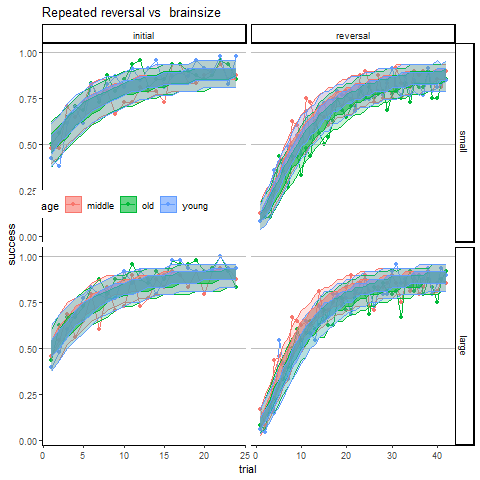 Repeated reversal vs  brainsize
initial
reversal
1.00
0.75
0.50
0.25
0.00
small
age
middle
old
young
success
1.00
0.75
0.50
0.25
0.00
large
0
5
10
15
20
25
0
10
20
30
40
trial